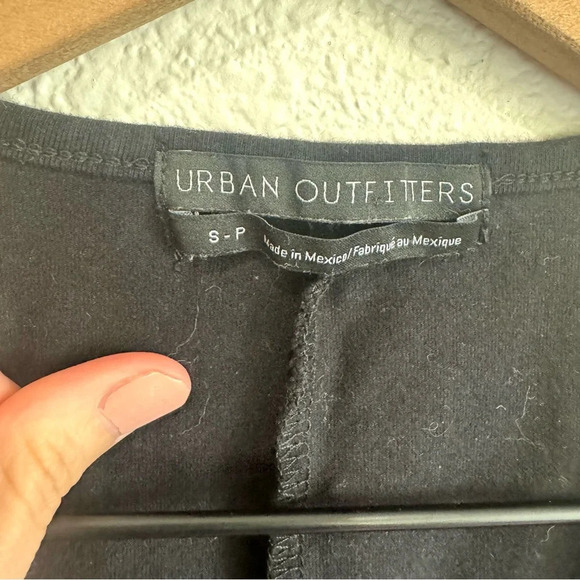 URBAN OUTFITTERS
S-P Made in Mexico/Fabriqué au Mexique